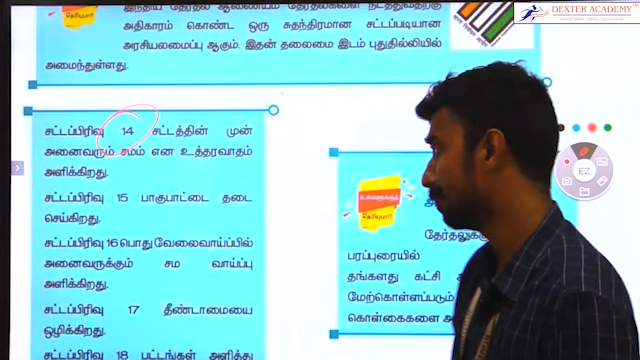 இந்திய தேர்தல் ஆணையம் தேர்தல்களை நடத்துவதற்கு
அதிகாரம் கொண்ட ஒரு சுதந்திரமான சட்டப்படியான
தெரியுமா?
அரசியலமைப்பு ஆகும். இதன் தலைமை இடம் புதுதில்லியில்
அமைந்துள்ளது.
DEXTER ACADEMY
சட்டப்பிரிவு 14 சட்டத்தின் முன்
அனைவரும் சமம் என உத்தரவாதம்
அளிக்கிறது.
சட்டப்பிரிவு 15 பாகுபாட்டை தடை
செய்கிறது.
சட்டப்பிரிவு 16 பொது வேலைவாய்ப்பில்
அனைவருக்கும் சம வாய்ப்பு
அளிக்கிறது.
சட்டப்பிரிவு 17 தீண்டாமையை
ஒழிக்கிறது.
சட்டப்பிரிவு 18 பட்டங்கள் அளித்து
EZ
உங்களுக்குத்
தெரியுமா?
பரப்புரையில்
தங்களது கட்சி
மேற்கொள்ளப்படும்
கொள்கைகளை